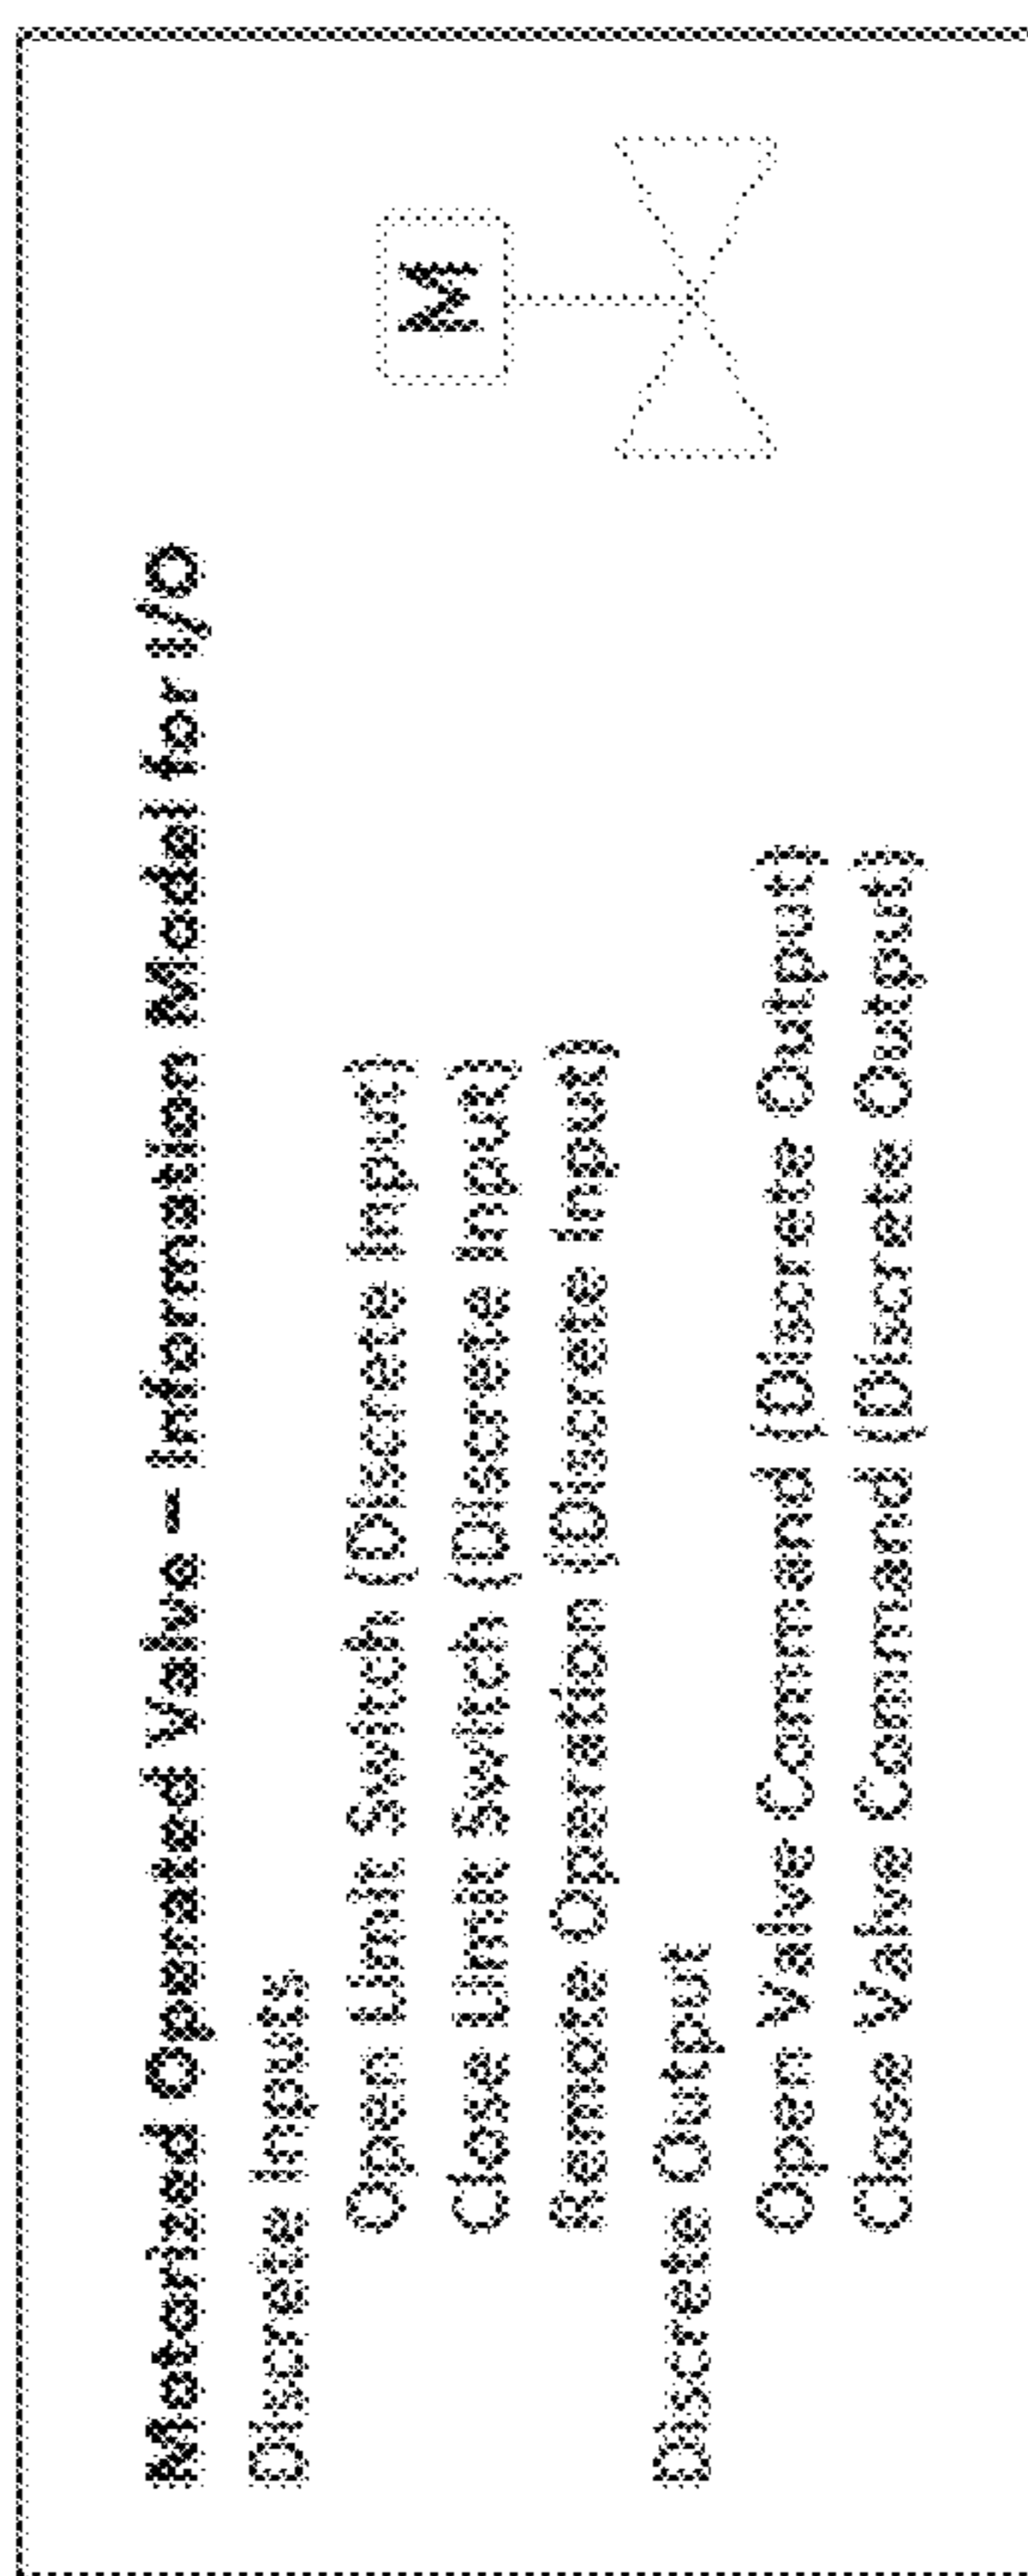 Motorized Operated Valve – Information Model for I/O
Discrete Inputs
Open Limit Switch (Discrete Input)
Close Limit Switch (Discrete Input)
Remote Operation (Discrete Input)
Discrete Output
Open Valve Command (Discrete Output)
Close Valve Command (Discrete Output)
M